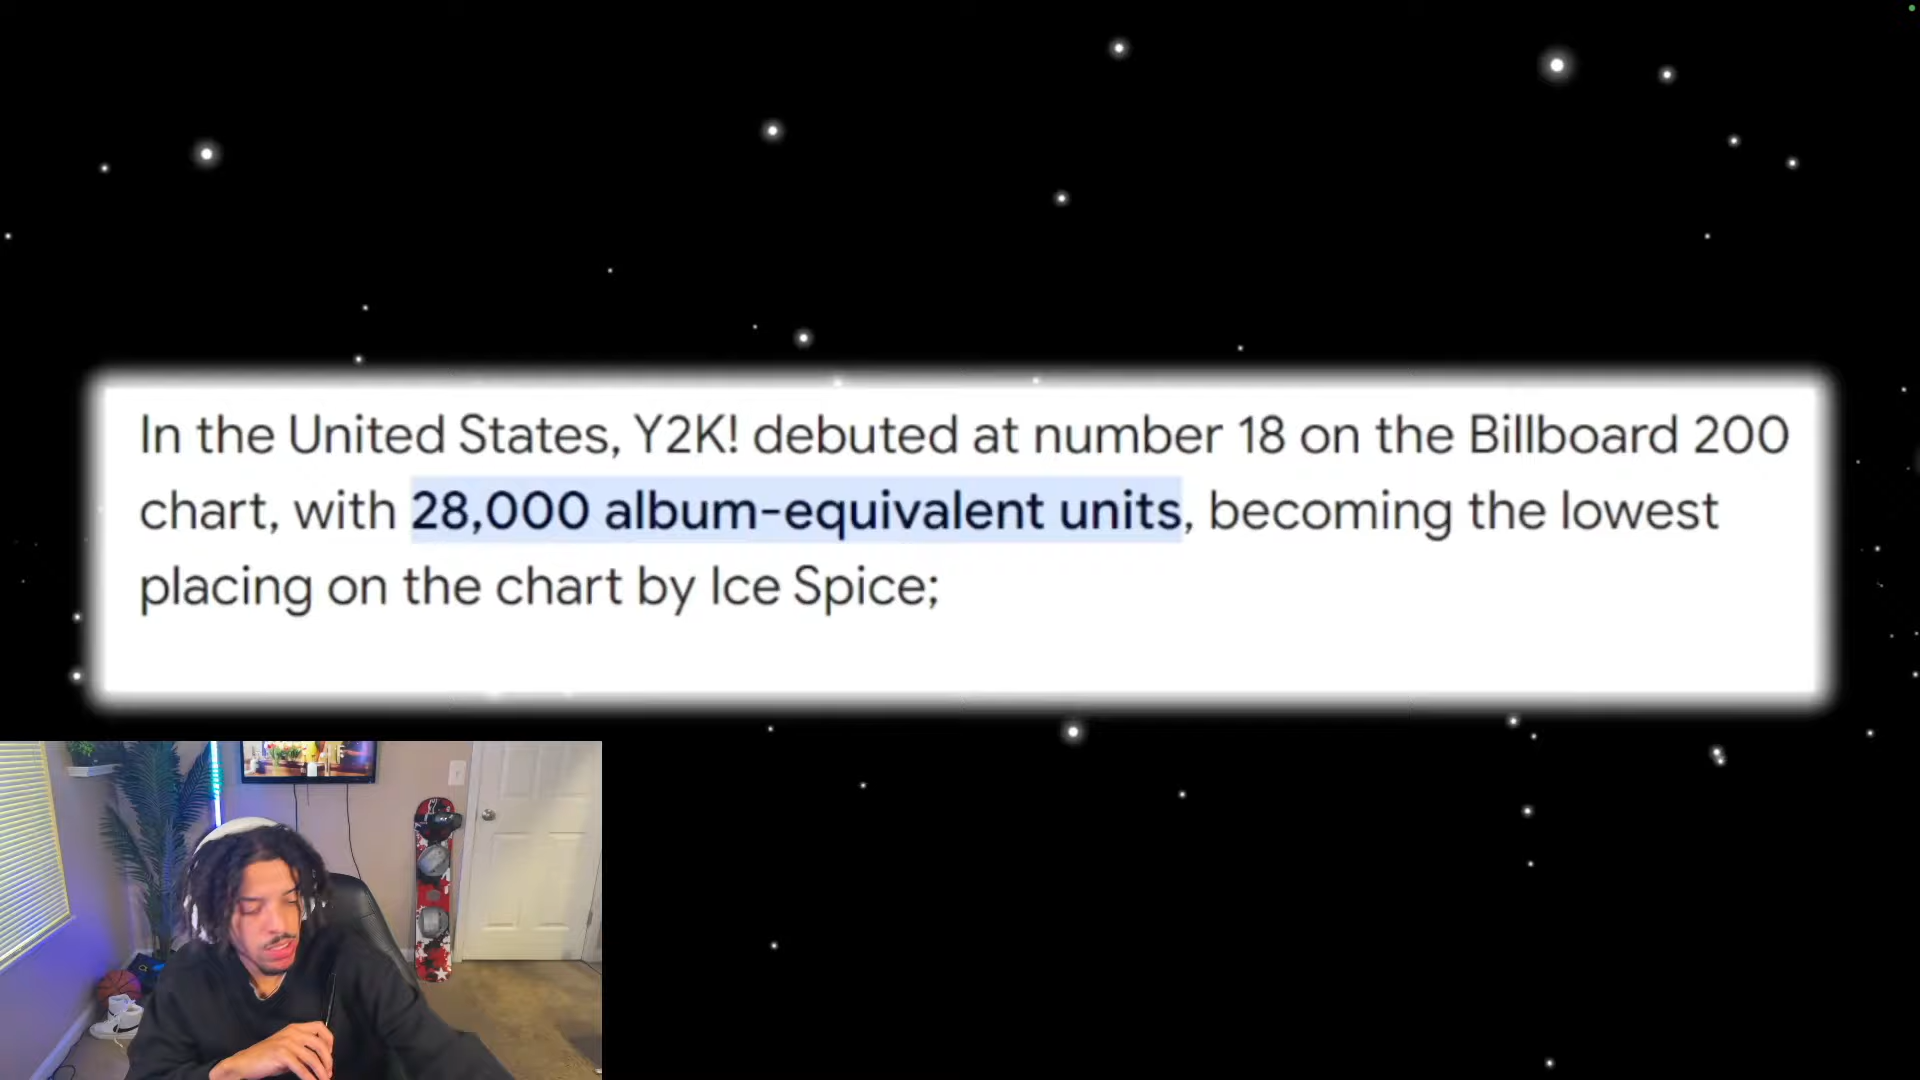 In the United States, Y2K! debuted at number 18 on the Billboard 200
chart, with 28,000 album-equivalent units, becoming the lowest
placing on the chart by Ice Spice;